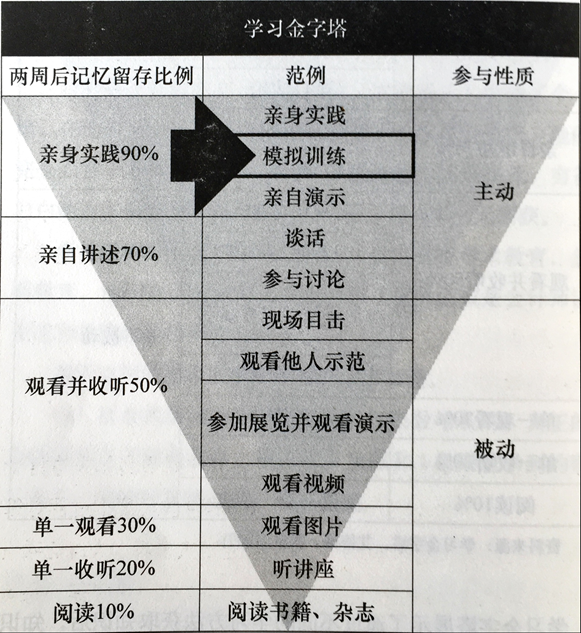 学习金字塔
两周后记忆留存比例 范例 参与性质
亲身实践
亲身实践90% 模拟训练
亲自演示 主动
谈话
亲自讲述70%
参与讨论
现场目击
观看他人示范
观看并收听50%
参加展览并观看演示
被动
观看视频
单一观看30% 观看图片
单一收听20% 听讲座
阅读10% 阅读书籍、杂志